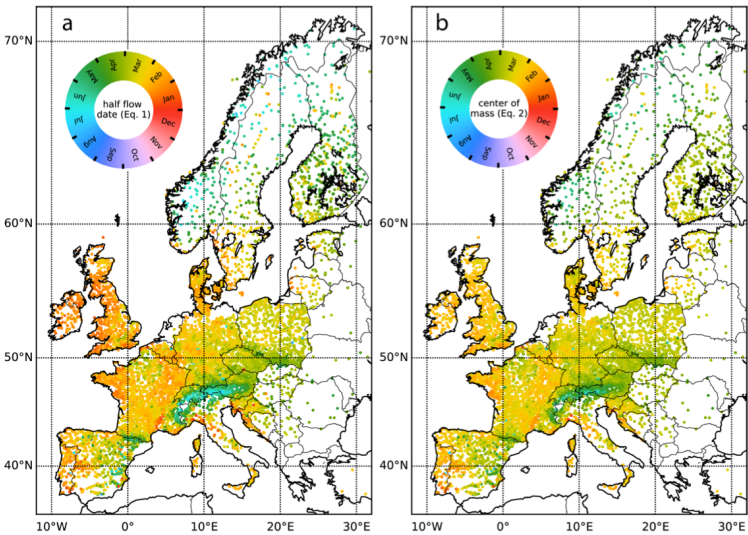 a
70°N
60°N
50°N
40°N
10°W 0° 10°E 20°E 30°E
Jan
Feb
Mar
Apr
May
Jun
Jul
Aug
Sep
Oct
Nov
Dec
half flow
date (Eq. 1)
b
70°N
60°N
50°N
40°N
10°W 0° 10°E 20°E 30°E
Jan
Feb
Mar
Apr
May
Jun
Jul
Aug
Sep
Oct
Nov
Dec
center of
mass (Eq. 2)